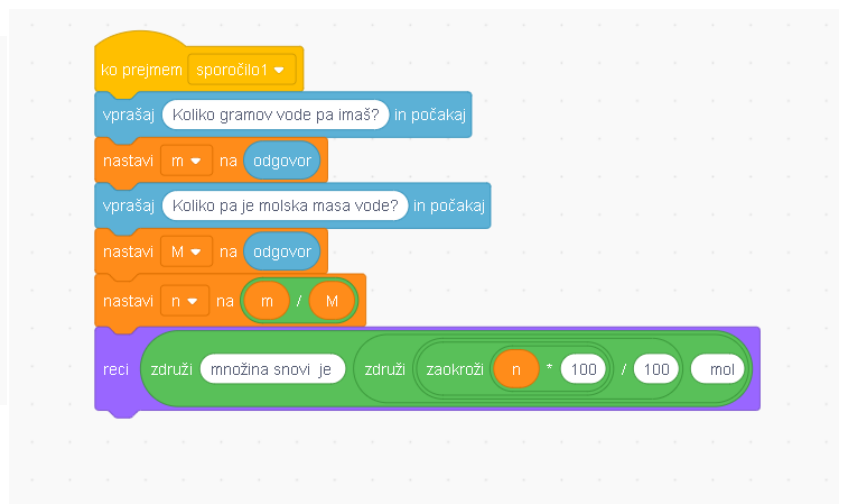 ko prejmem sporočilo1
vprašaj Koliko gramov vode pa imaš? in počakaj
nastavi m na odgovor
vprašaj Koliko pa je molska masa vode? in počakaj
nastavi M na odgovor
nastavi n na m / M
reci združi množina snovi je združi zaokroži n * 100 / 100 mol